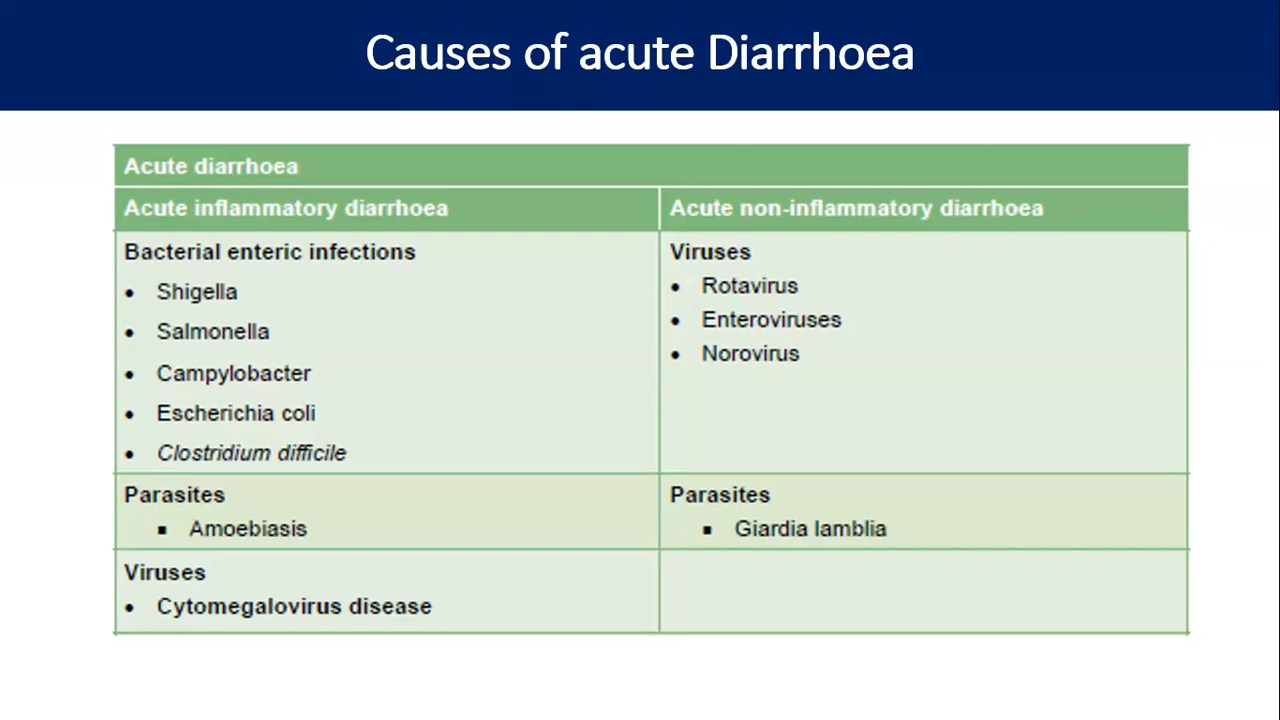 Causes of acute Diarrhoea
Acute diarrhoea
Acute inflammatory diarrhoea
Acute non-inflammatory diarrhoea
Bacterial enteric infections
• Shigella
• Salmonella
• Campylobacter
• Escherichia coli
• Clostridium difficile
Viruses
• Rotavirus
• Enteroviruses
• Norovirus
Parasites
▪ Amoebiasis
Parasites
▪ Giardia lamblia
Viruses
• Cytomegalovirus disease